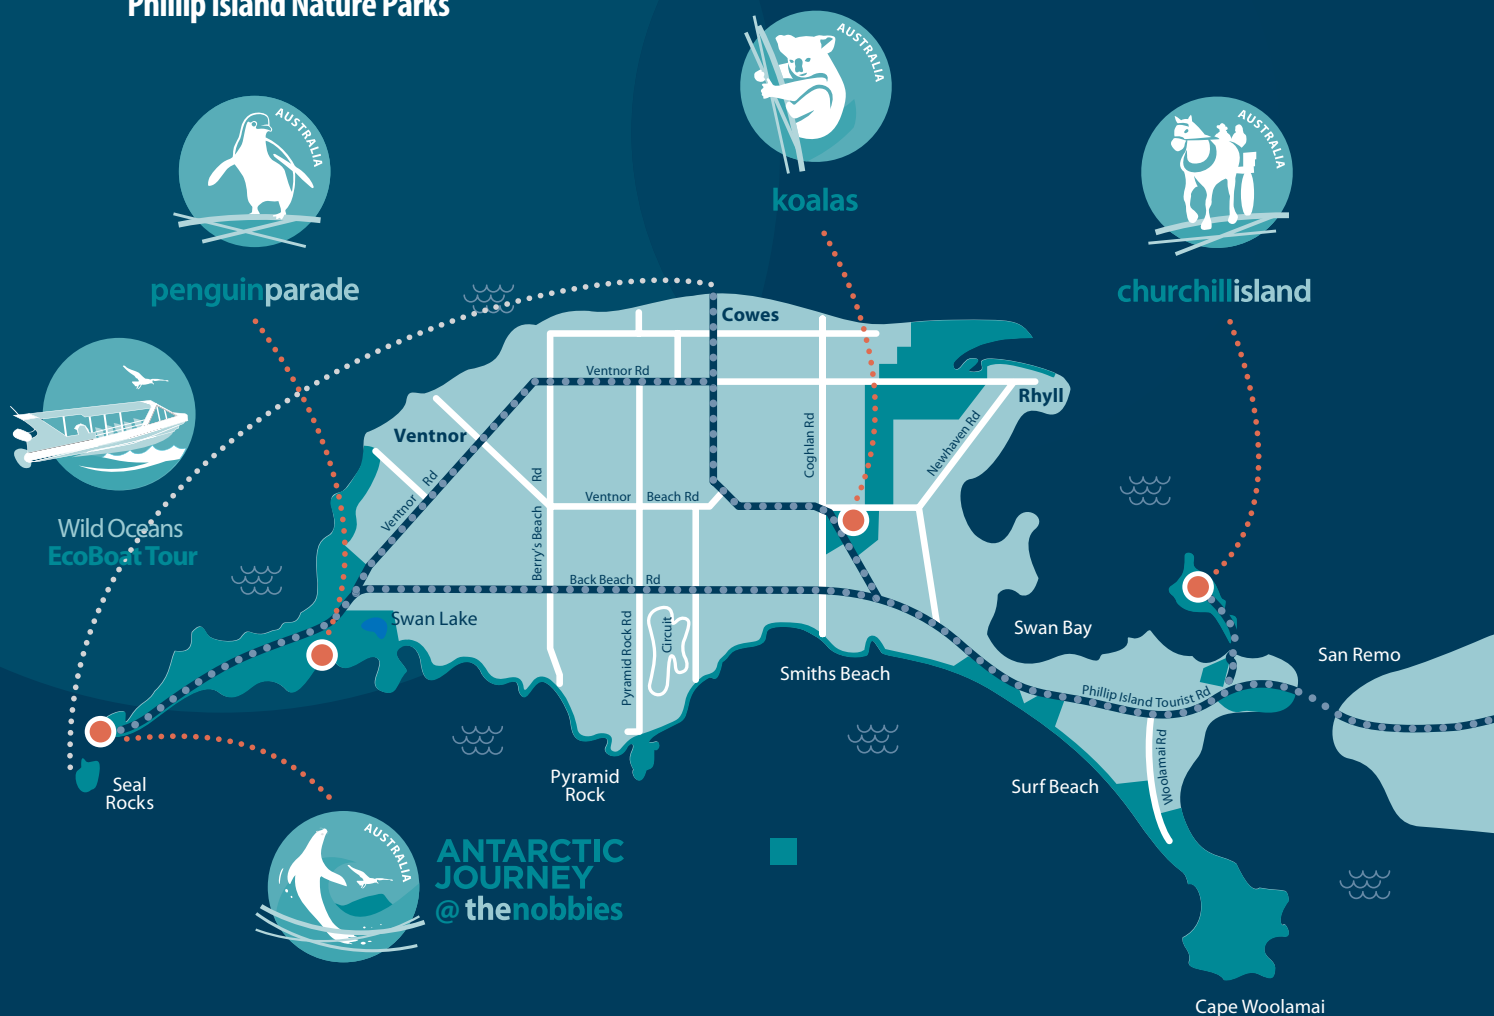 Phillip Island Nature Parks
AUSTRALIA
koalas
AUSTRALIA
penguinparade
AUSTRALIA
churchillisland
Wild Oceans
EcoBoat Tour
Cowes
Ventnor Rd
Rhyll
Ventnor
Ventnor Rd
Berry's Beach Rd
Ventnor Beach Rd
Coghlan Rd
Newhaven Rd
Back Beach Rd
Swan Lake
Pyramid Rock Rd
Circuit
Smiths Beach
Swan Bay
San Remo
Phillip Island Tourist Rd
Woolamai Rd
Surf Beach
Seal
Rocks
Pyramid
Rock
AUSTRALIA
ANTARCTIC
JOURNEY
@ thenobbies
Cape Woolamai